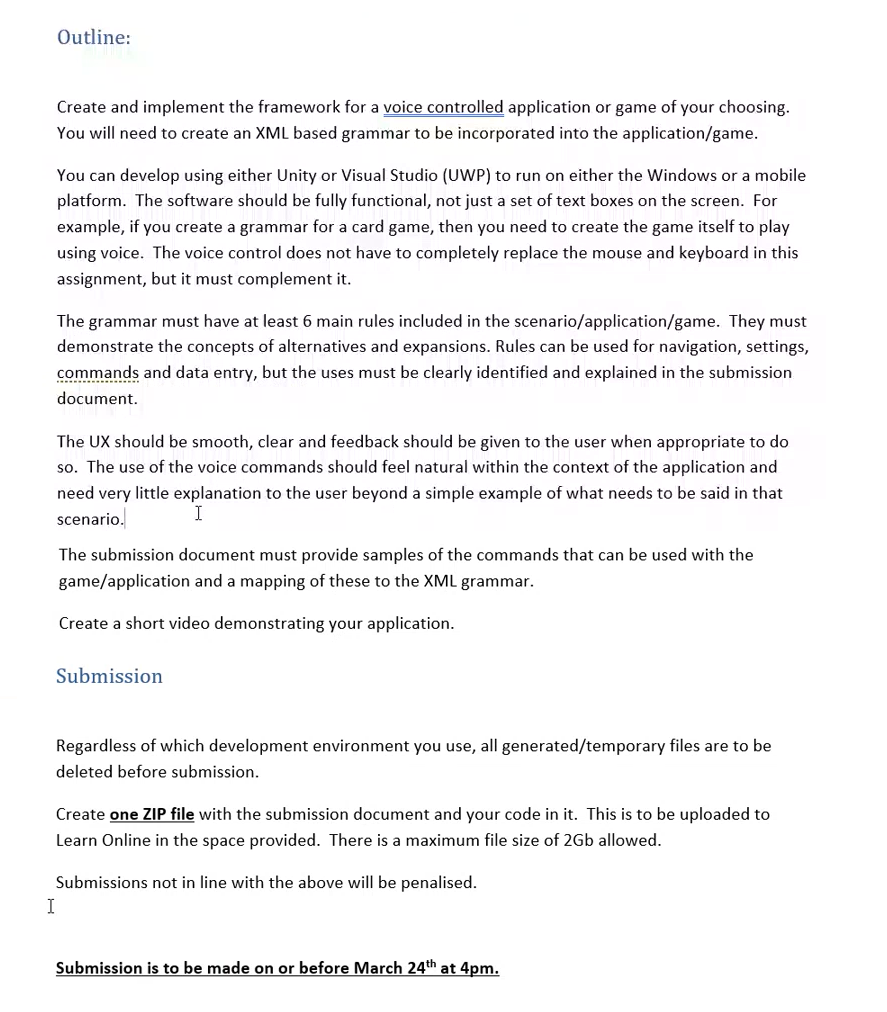 Outline:
Create and implement the framework for a voice controlled application or game of your choosing.
You will need to create an XML based grammar to be incorporated into the application/game.
You can develop using either Unity or Visual Studio (UWP) to run on either the Windows or a mobile
platform.  The software should be fully functional, not just a set of text boxes on the screen.  For
example, if you create a grammar for a card game, then you need to create the game itself to play
using voice.  The voice control does not have to completely replace the mouse and keyboard in this
assignment, but it must complement it.
The grammar must have at least 6 main rules included in the scenario/application/game.  They must
demonstrate the concepts of alternatives and expansions. Rules can be used for navigation, settings,
commands and data entry, but the uses must be clearly identified and explained in the submission
document.
The UX should be smooth, clear and feedback should be given to the user when appropriate to do
so.  The use of the voice commands should feel natural within the context of the application and
need very little explanation to the user beyond a simple example of what needs to be said in that
scenario.
The submission document must provide samples of the commands that can be used with the
game/application and a mapping of these to the XML grammar.
Create a short video demonstrating your application.
Submission
Regardless of which development environment you use, all generated/temporary files are to be
deleted before submission.
Create one ZIP file with the submission document and your code in it.  This is to be uploaded to
Learn Online in the space provided.  There is a maximum file size of 2Gb allowed.
Submissions not in line with the above will be penalised.
Submission is to be made on or before March 24th at 4pm.